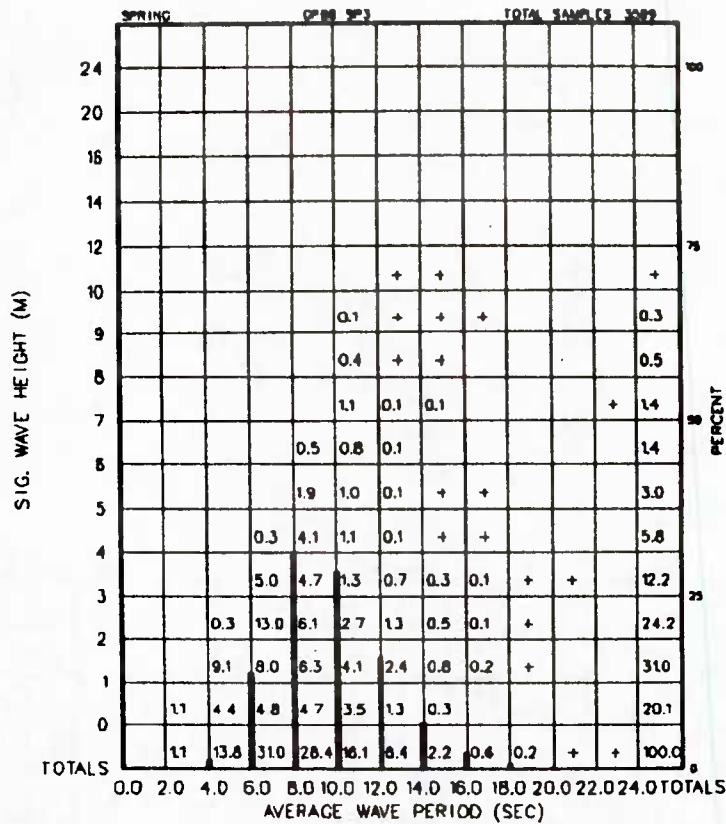 SPRING TOTAL SAMPLES
24 100
20
16
14
12 75
+ + +
10
0.1 + + + 0.3
9
0.4 + + 0.5
8
1.1 0.1 0.1 + 1.4
7 50
0.5 0.8 0.1 1.4
6
1.9 1.0 0.1 + + 3.0
5
0.3 4.1 1.1 0.1 + + 5.8
4
5.0 4.7 1.3 0.7 0.3 0.1 + + 12.2
3 25
0.3 13.0 6.1 2.7 1.3 0.5 0.1 + 24.2
2
9.1 8.0 6.3 4.1 2.4 0.8 0.2 + 31.0
1
1.1 4.4 4.8 4.7 3.5 1.3 0.3 20.1
0
1.1 13.8 31.0 28.4 2.2 0.2 + + 100.0
TOTALS 0
0.0 2.0 4.0 6.0 8.0 10.0 12.0 14.0 16.0 18.0 20.0 22.0 24.0 TOTALS
AVERAGE WAVE PERIOD (SEC)
SIG. WAVE HEIGHT (M)
PERCENT